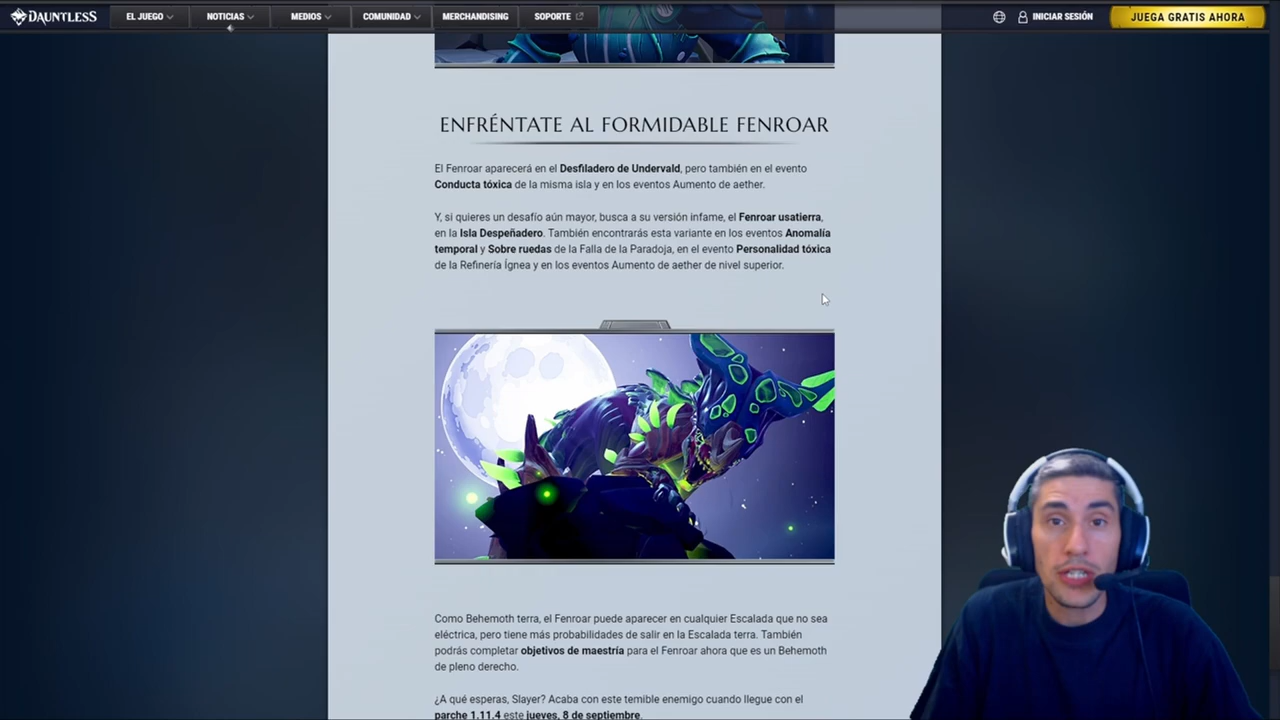 DAUNTLESS
EL JUEGO
NOTICIAS
MEDIOS
COMUNIDAD
MERCHANDISING
SOPORTE
INICIAR SESIÓN
JUEGA GRATIS AHORA
ENFRÉNTATE AL FORMIDABLE FENROAR
El Fenroar aparecerá en el Desfiladero de Undervald, pero también en el evento
Conducta tóxica de la misma isla y en los eventos Aumento de aether.
Y, si quieres un desafío aún mayor, busca a su versión infame, el Fenroar usatierra,
en la Isla Despeñadero. También encontrarás esta variante en los eventos Anomalía
temporal y Sobre ruedas de la Falla de la Paradoja, en el evento Personalidad tóxica
de la Refinería Ígnea y en los eventos Aumento de aether de nivel superior.
Como Behemoth terra, el Fenroar puede aparecer en cualquier Escalada que no sea
eléctrica, pero tiene más probabilidades de salir en la Escalada terra. También
podrás completar objetivos de maestría para el Fenroar ahora que es un Behemoth
de pleno derecho.
¿A qué esperas, Slayer? Acaba con este temible enemigo cuando llegue con el
parche 1.11.4 este jueves, 8 de septiembre.